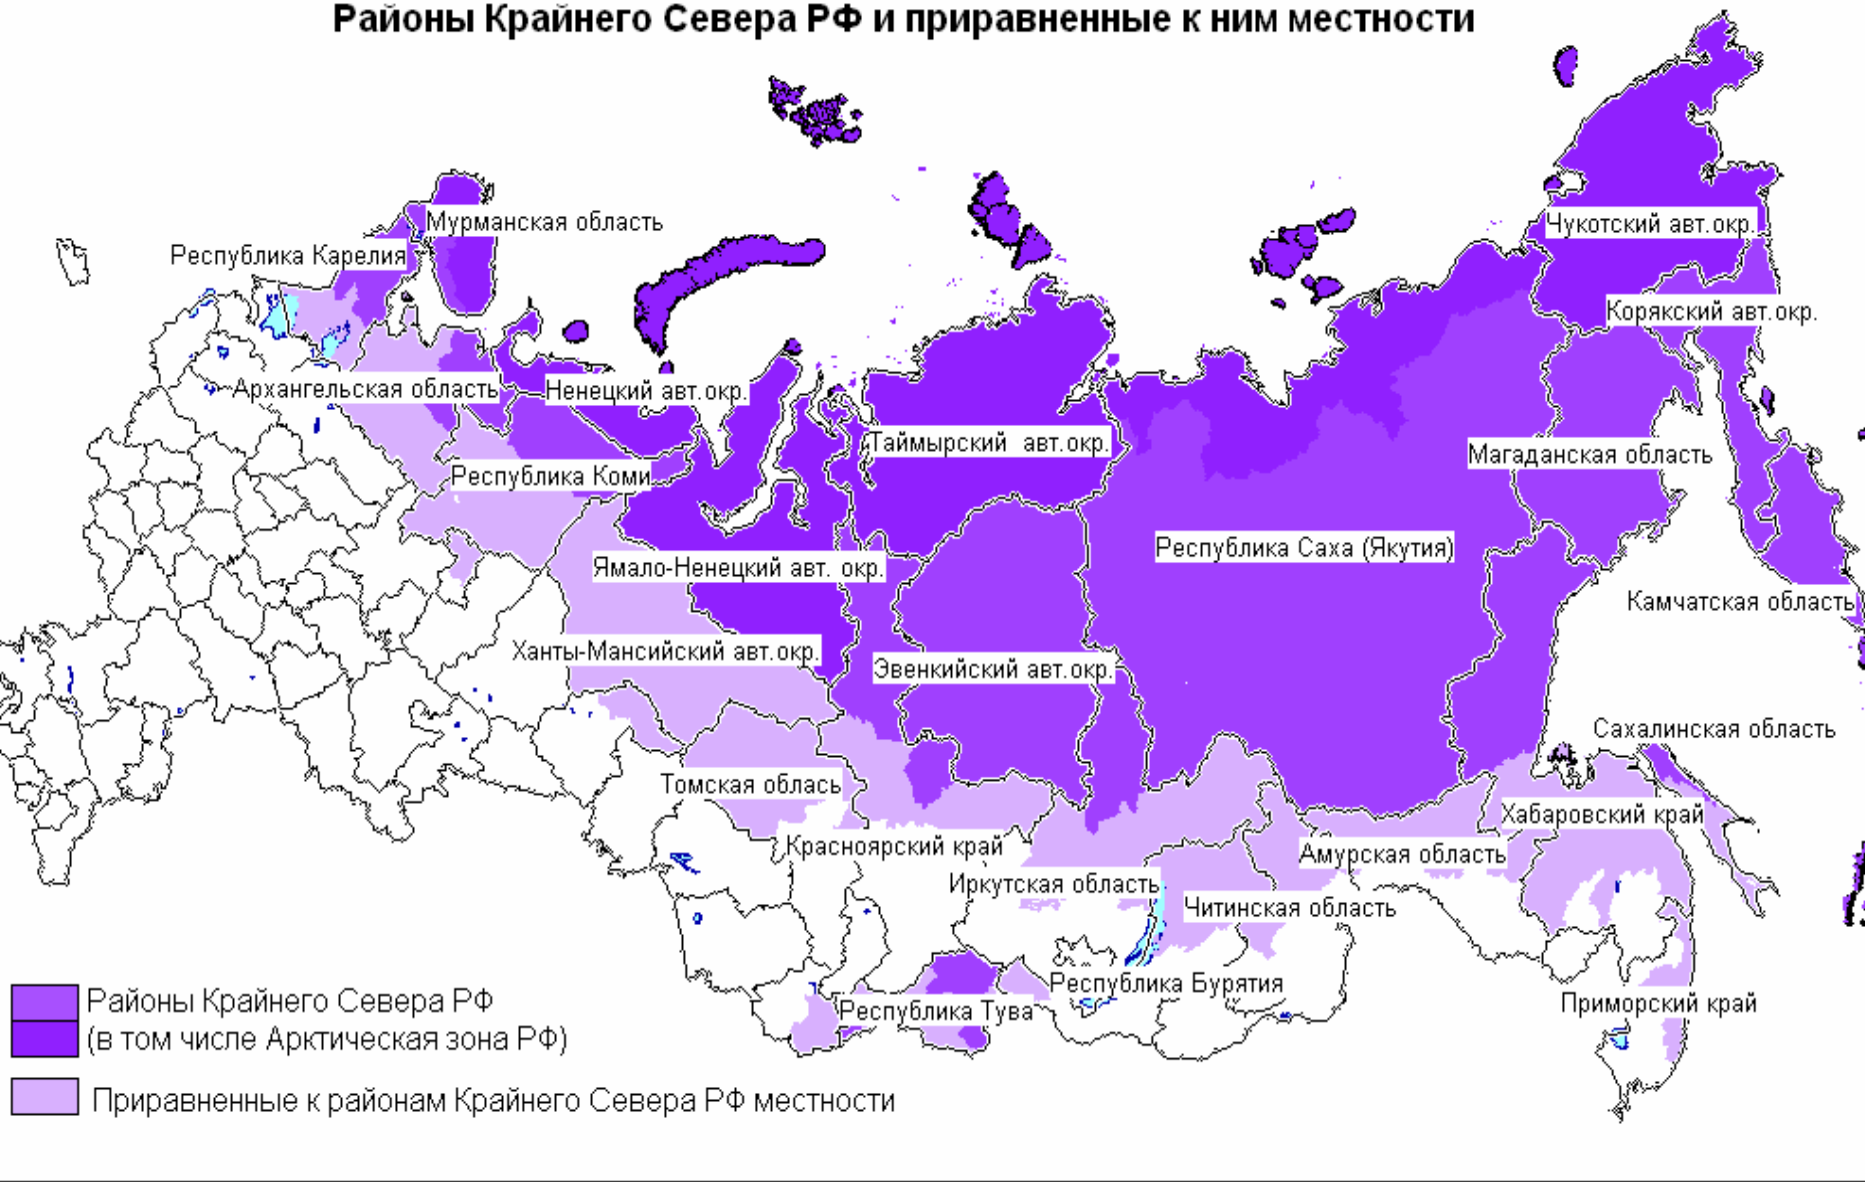 Районы Крайнего Севера РФ и приравненные к ним местности
Мурманская область
Чукотский авт.окр.
Республика Карелия
Корякский авт.окр.
Архангельская область
Ненецкий авт.окр.
Таймырский авт.окр.
Магаданская область
Республика Коми
Республика Саха (Якутия)
Ямало-Ненецкий авт. окр.
Камчатская область
Ханты-Мансийский авт.окр.
Эвенкийский авт.окр.
Сахалинская область
Томская облась
Хабаровский край
Красноярский край
Амурская область
Иркутская область
Читинская область
Республика Бурятия
Республика Тува
Приморский край
Районы Крайнего Севера РФ
(в том числе Арктическая зона РФ)
Приравненные к районам Крайнего Севера РФ местности